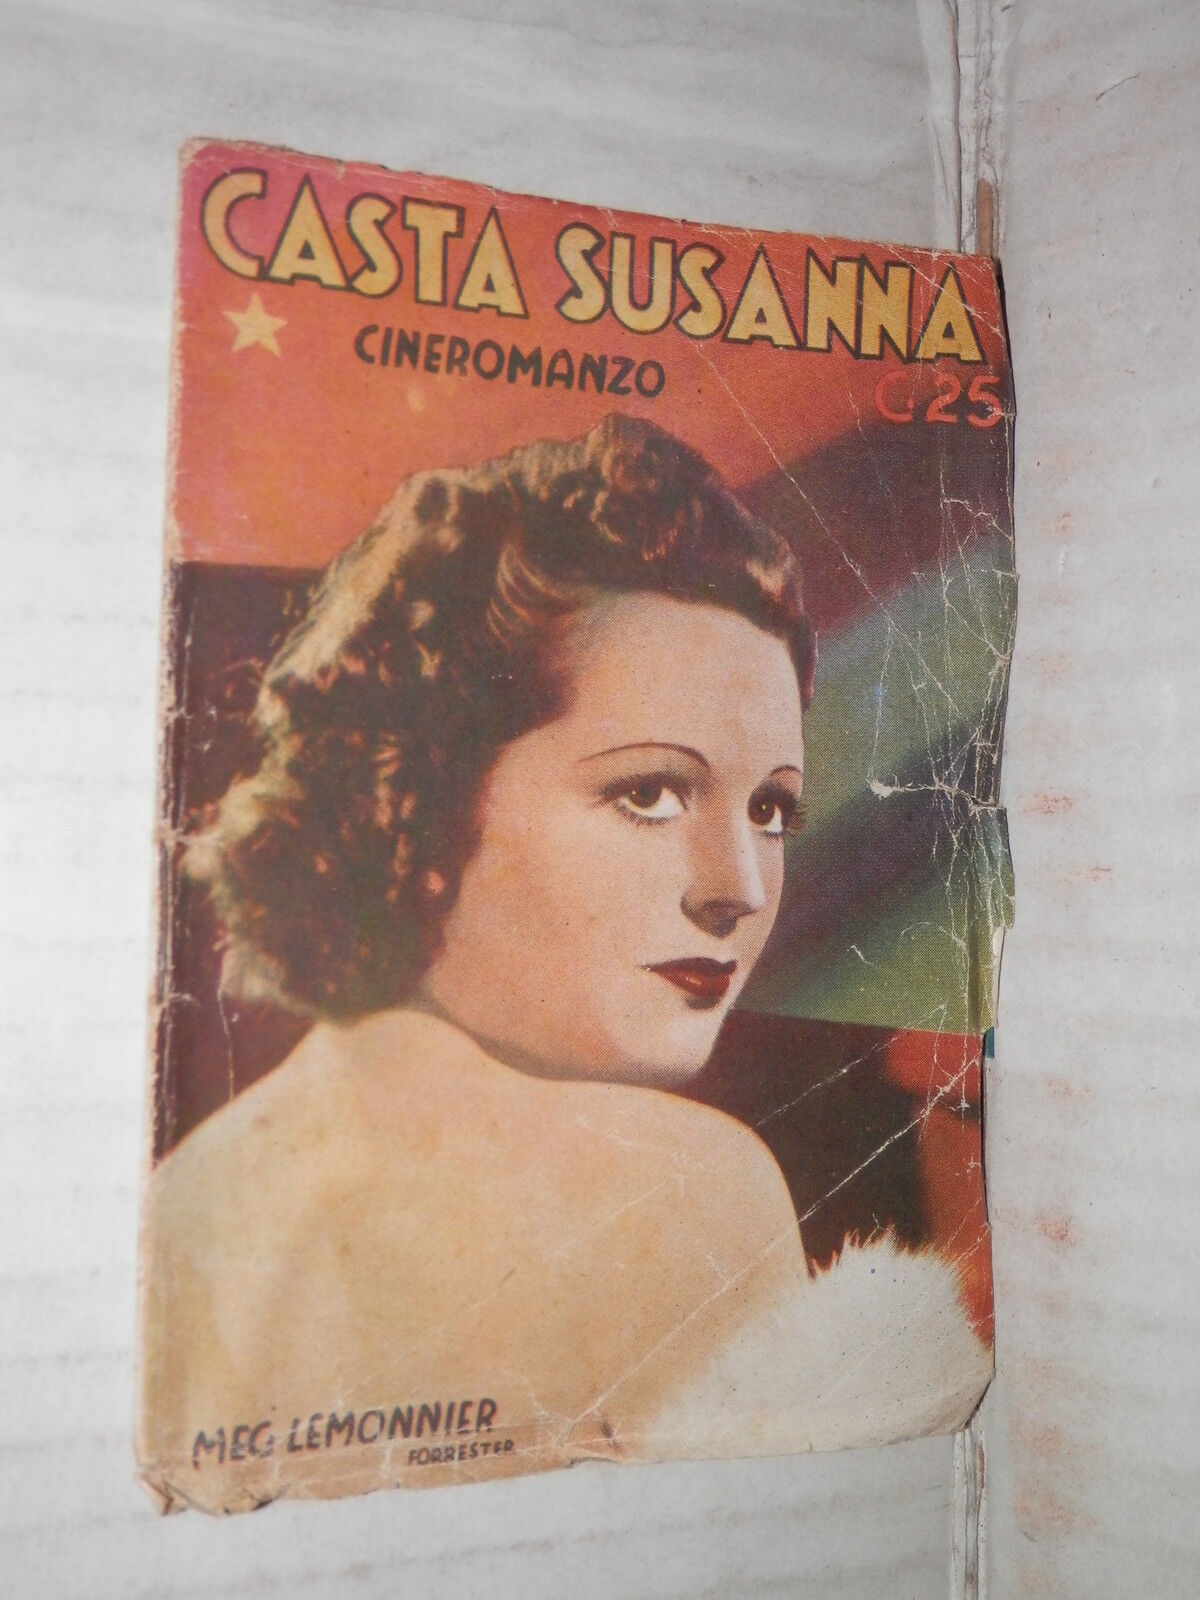 CASTA SUSANNA
CINEROMANZO
C. 25
MEG LEMONNIER
FORRESTER